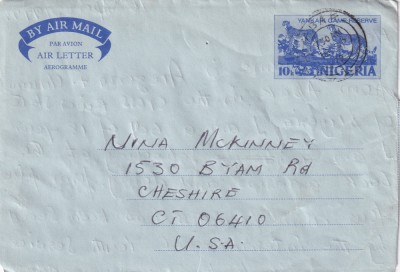 BY AIR MAIL
PAR AVION
AIR LETTER
AÉROGRAMME
YANKARI GAME RESERVE
10K NIGERIA
NINA MCKINNEY
1530 BYAM RD
CHESHIRE
CT 06410
U.S.A.